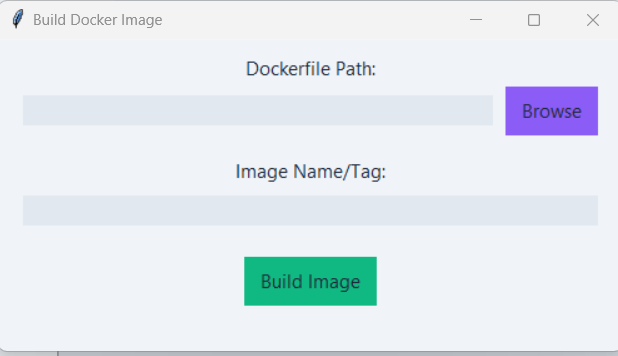 Build Docker Image
Dockerfile Path:
Browse
Image Name/Tag:
Build Image